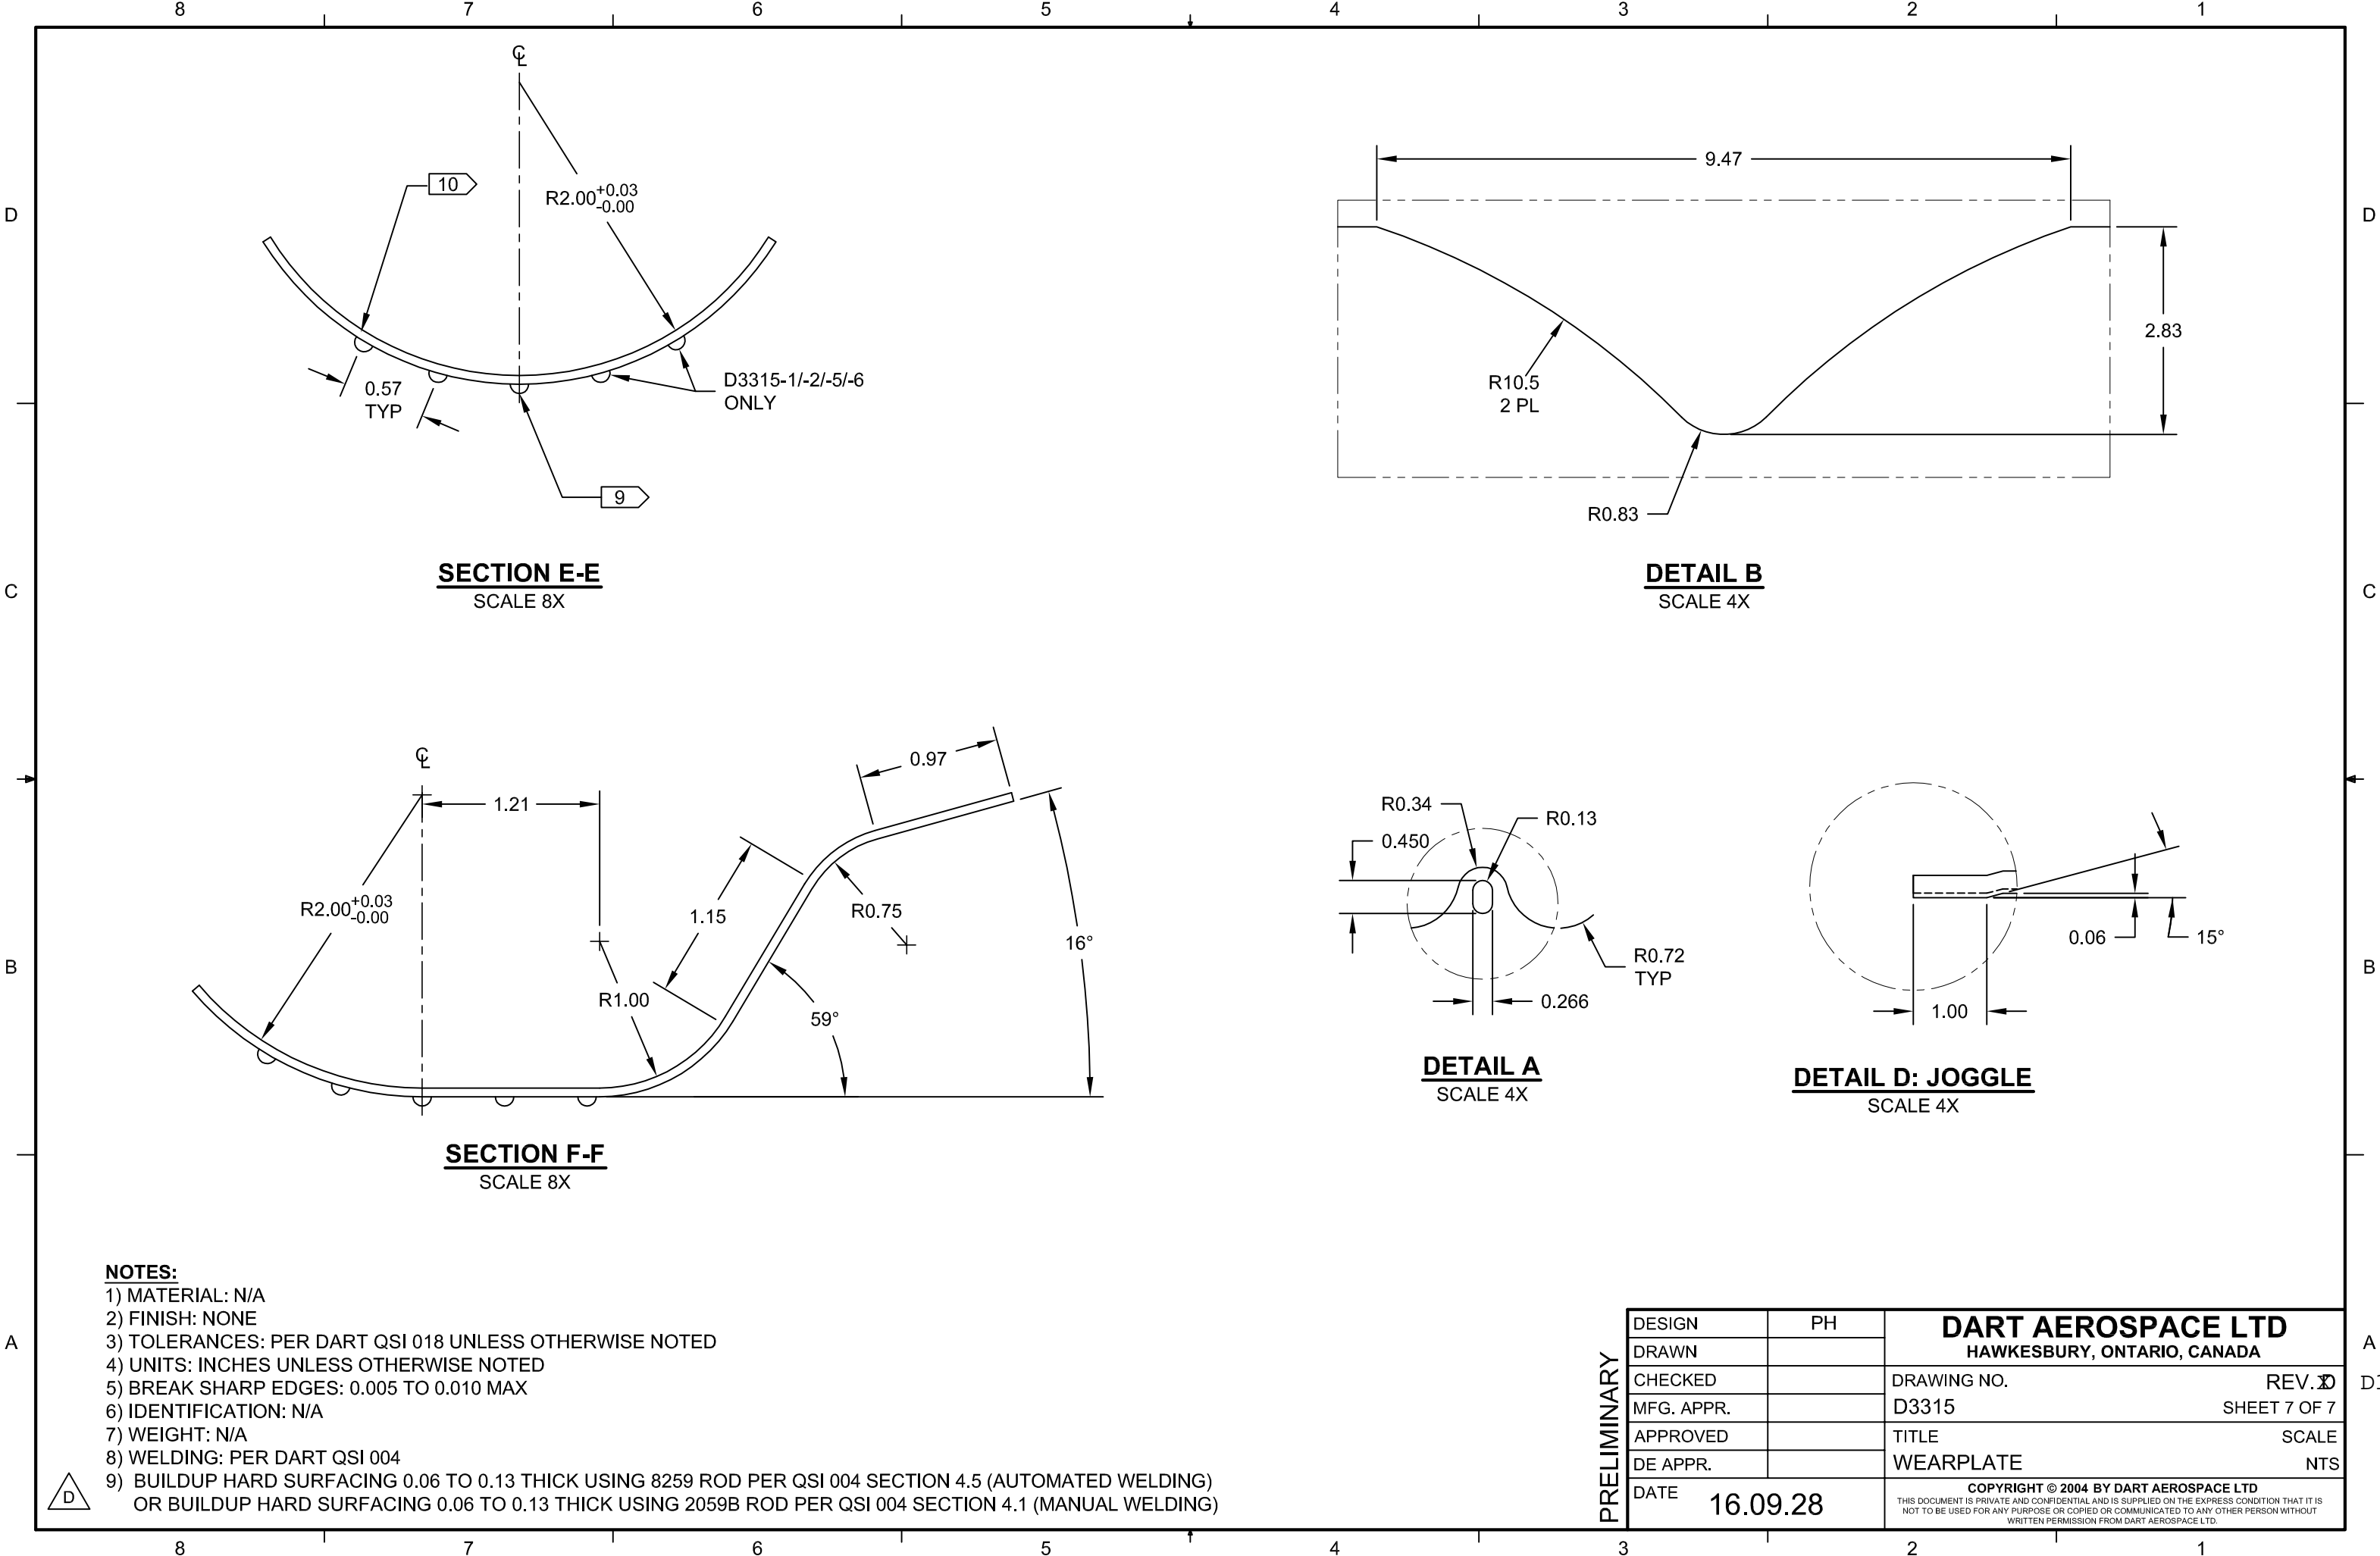 8 7 6 5 4 3 2 1
D
D
C
C
B
B
A
A
℄
10
R2.00 +0.03 -0.00
0.57
TYP
D3315-1/-2/-5/-6
ONLY
9
SECTION E-E
SCALE 8X
9.47
2.83
R10.5
2 PL
R0.83
DETAIL B
SCALE 4X
℄
1.21
0.97
R2.00 +0.03 -0.00
1.15
R0.75
R1.00
16°
59°
SECTION F-F
SCALE 8X
R0.34
R0.13
0.450
R0.72
TYP
0.266
DETAIL A
SCALE 4X
0.06
15°
1.00
DETAIL D: JOGGLE
SCALE 4X
NOTES:
1) MATERIAL: N/A
2) FINISH: NONE
3) TOLERANCES: PER DART QSI 018 UNLESS OTHERWISE NOTED
4) UNITS: INCHES UNLESS OTHERWISE NOTED
5) BREAK SHARP EDGES: 0.005 TO 0.010 MAX
6) IDENTIFICATION: N/A
7) WEIGHT: N/A
8) WELDING: PER DART QSI 004
D
9) BUILDUP HARD SURFACING 0.06 TO 0.13 THICK USING 8259 ROD PER QSI 004 SECTION 4.5 (AUTOMATED WELDING)
OR BUILDUP HARD SURFACING 0.06 TO 0.13 THICK USING 2059B ROD PER QSI 004 SECTION 4.1 (MANUAL WELDING)
PRELIMINARY
DESIGN PH
DRAWN
CHECKED
MFG. APPR.
APPROVED
DE APPR.
DATE 16.09.28
DART AEROSPACE LTD
HAWKESBURY, ONTARIO, CANADA
DRAWING NO. REV.
D3315 SHEET 7 OF 7
TITLE SCALE
WEARPLATE NTS
COPYRIGHT © 2004 BY DART AEROSPACE LTD
THIS DOCUMENT IS PRIVATE AND CONFIDENTIAL AND IS SUPPLIED ON THE EXPRESS CONDITION THAT IT IS
NOT TO BE USED FOR ANY PURPOSE OR COPIED OR COMMUNICATED TO ANY OTHER PERSON WITHOUT
WRITTEN PERMISSION FROM DART AEROSPACE LTD.
8 7 6 5 4 3 2 1